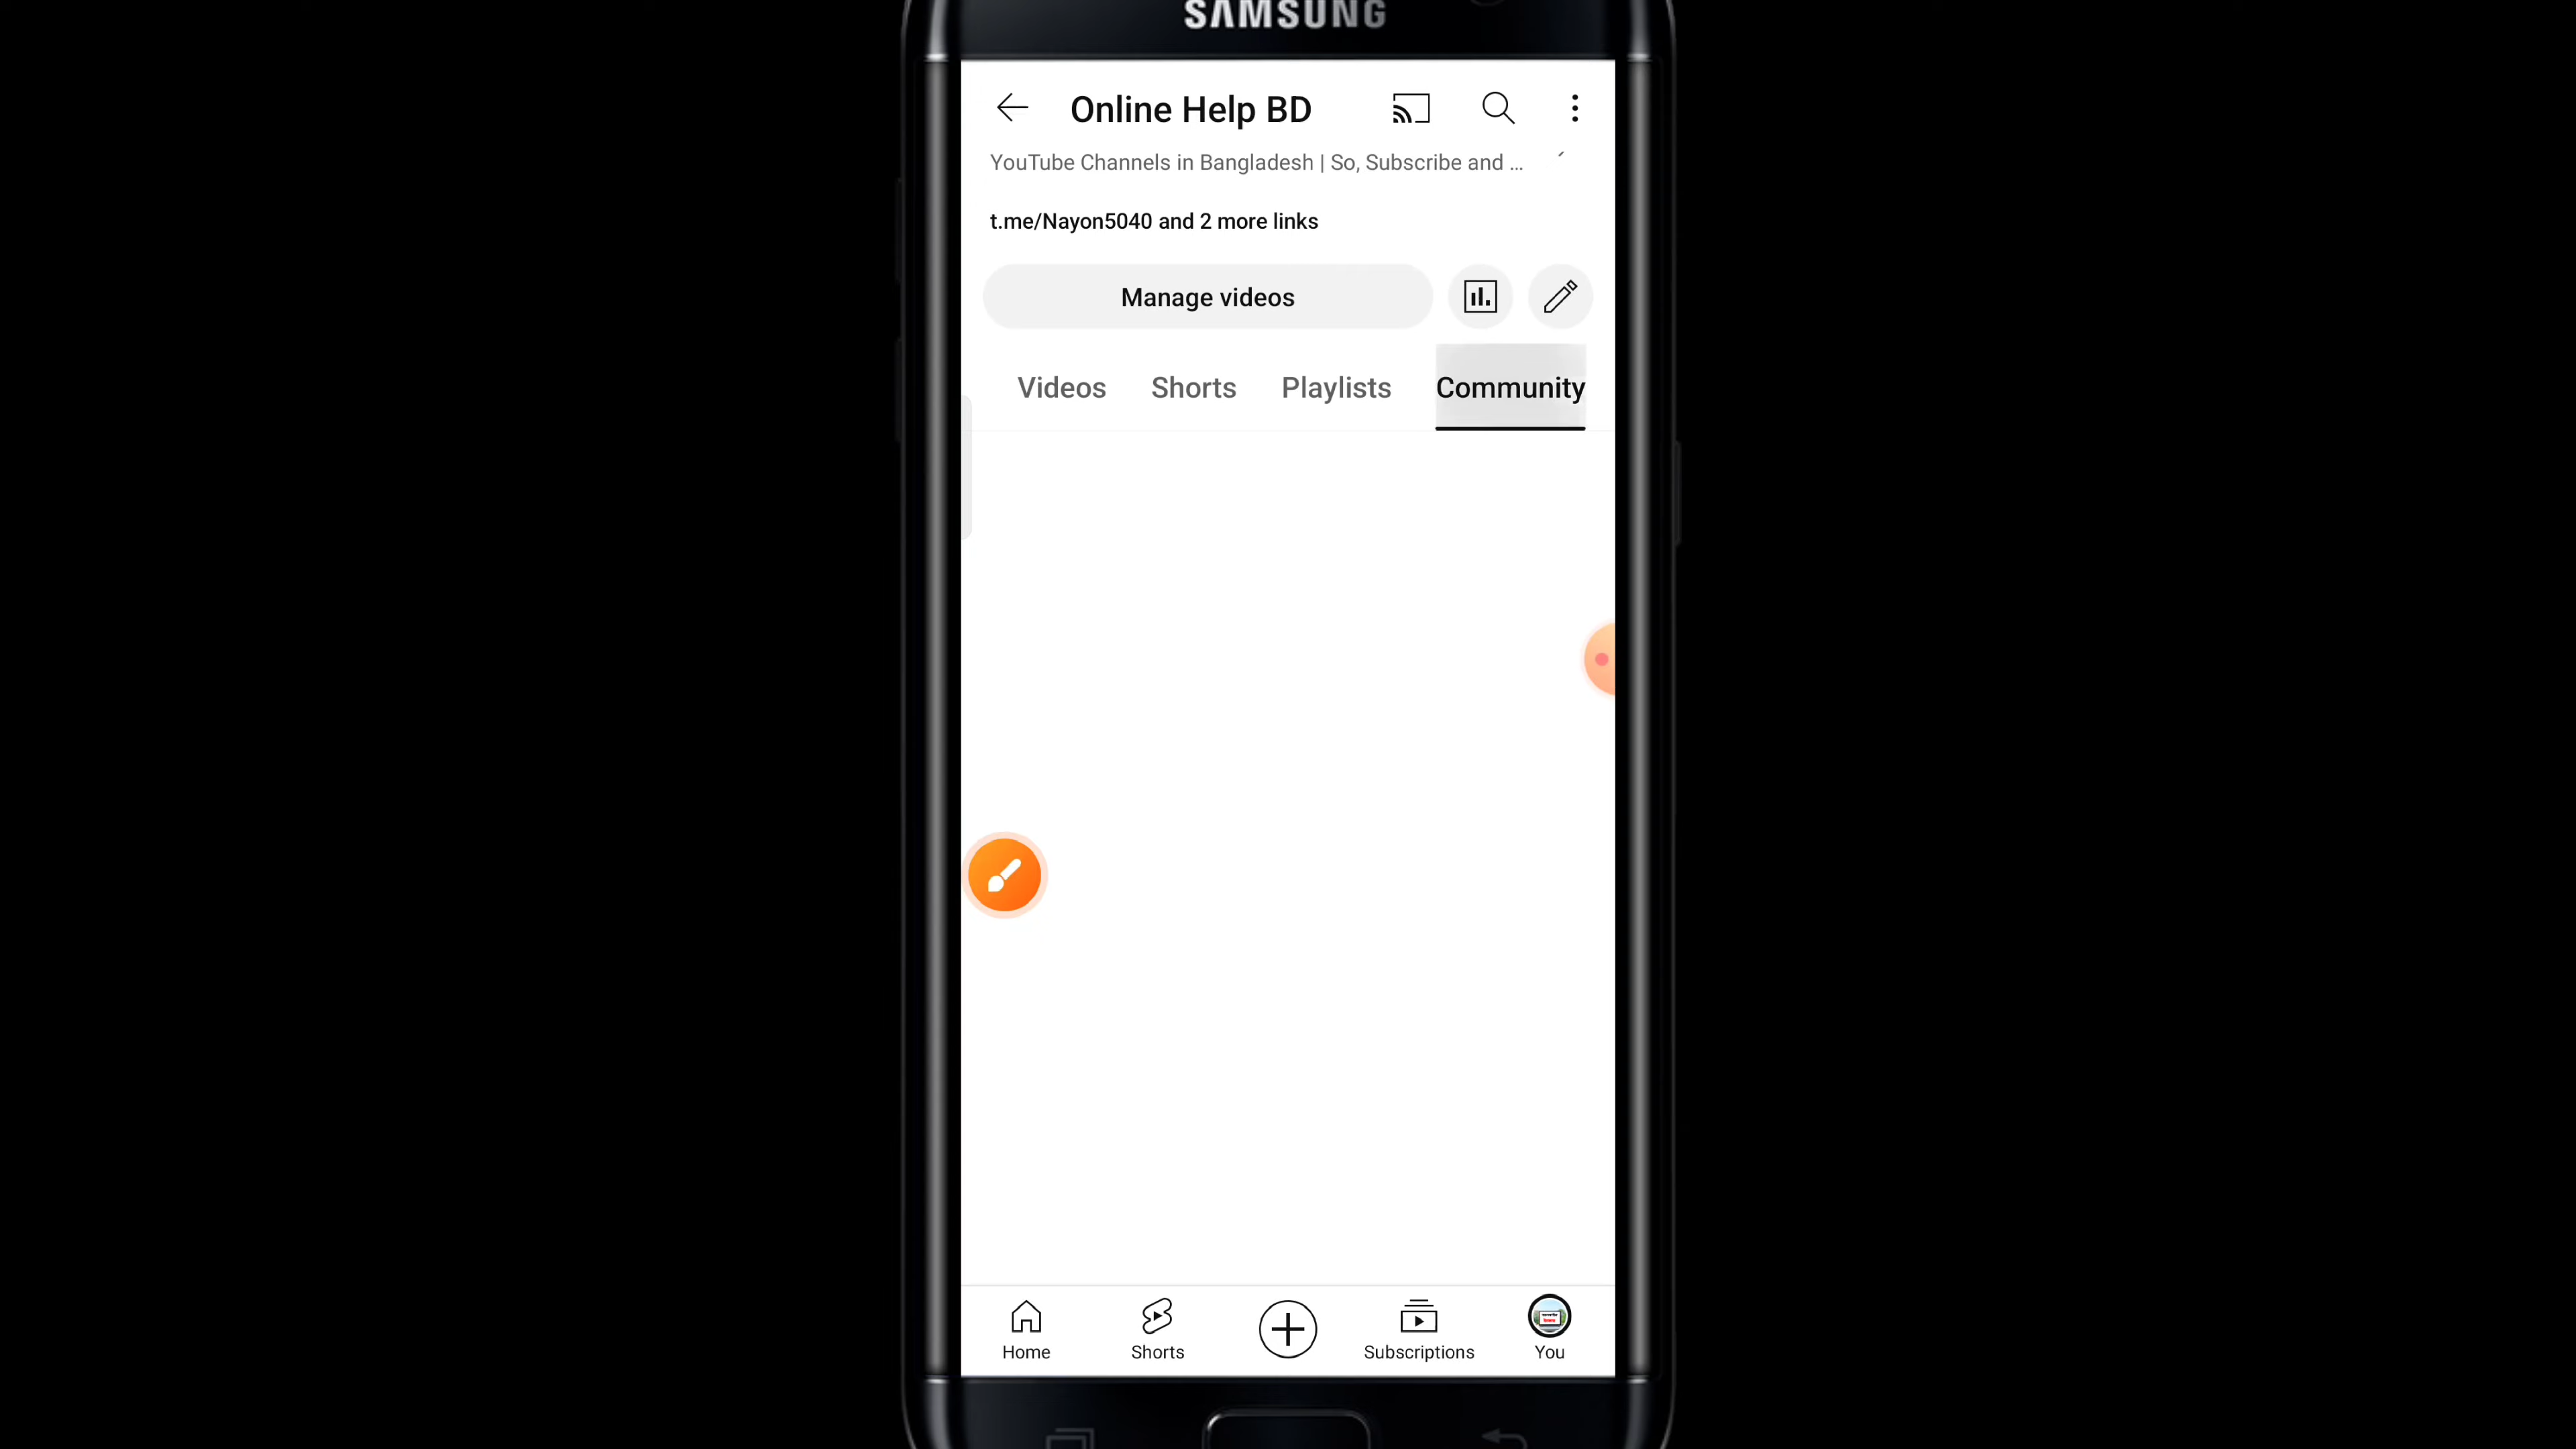 SAMSUNG
Online Help BD
YouTube Channels in Bangladesh | So, Subscribe and ...
t.me/Nayon5040 and 2 more links
Manage videos
Videos Shorts Playlists Community
Home Shorts Subscriptions You